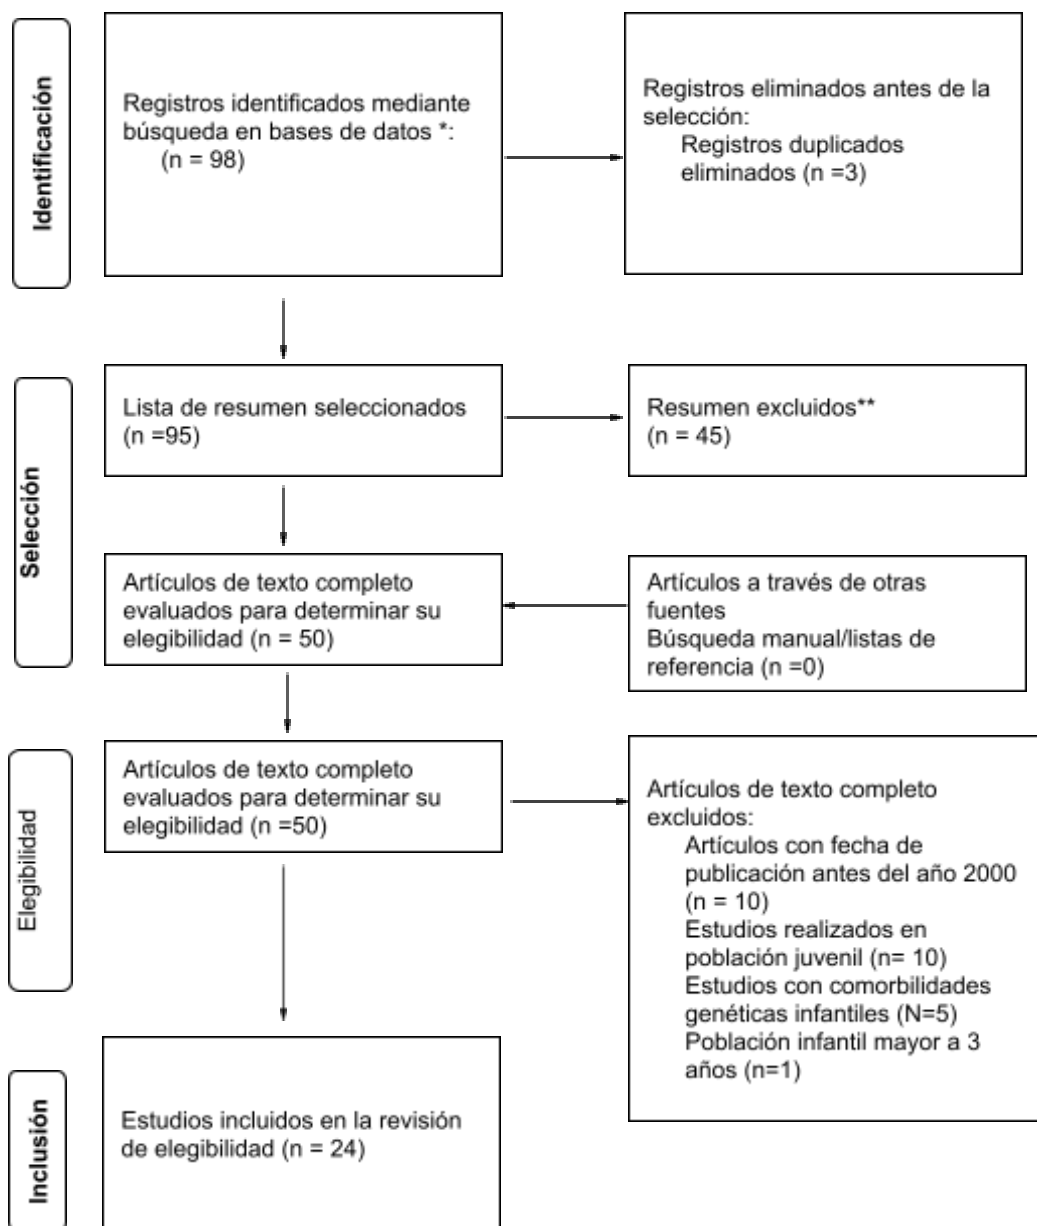 Identificación
Registros identificados mediante
búsqueda en bases de datos *:
(n = 98)
Registros eliminados antes de la
selección:
Registros duplicados
eliminados (n =3)
Selección
Lista de resumen seleccionados
(n =95)
Resumen excluidos**
(n = 45)
Artículos de texto completo
evaluados para determinar su
elegibilidad (n = 50)
Artículos a través de otras
fuentes
Búsqueda manual/listas de
referencia (n =0)
Elegibilidad
Artículos de texto completo
evaluados para determinar su
elegibilidad (n =50)
Artículos de texto completo
excluidos:
Artículos con fecha de
publicación antes del año 2000
(n = 10)
Estudios realizados en
población juvenil (n= 10)
Estudios con comorbilidades
genéticas infantiles (N=5)
Población infantil mayor a 3
años (n=1)
Inclusión
Estudios incluidos en la revisión
de elegibilidad (n = 24)